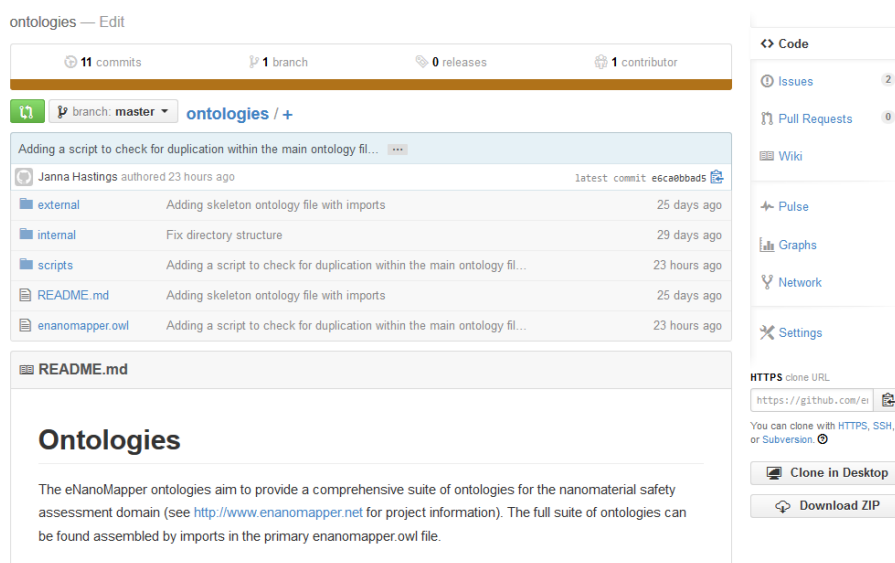 ontologies — Edit
11 commits 1 branch 0 releases 1 contributor
branch: master ontologies / +
Adding a script to check for duplication within the main ontology fil... ...
Janna Hastings authored 23 hours ago latest commit e6ca0bbad5
external Adding skeleton ontology file with imports 25 days ago
internal Fix directory structure 29 days ago
scripts Adding a script to check for duplication within the main ontology fil... 23 hours ago
README.md Adding skeleton ontology file with imports 25 days ago
enanomapper.owl Adding a script to check for duplication within the main ontology fil... 23 hours ago
README.md
Ontologies
The eNanoMapper ontologies aim to provide a comprehensive suite of ontologies for the nanomaterial safety
assessment domain (see http://www.enanomapper.net for project information). The full suite of ontologies can
be found assembled by imports in the primary enanomapper.owl file.
<> Code
Issues 2
Pull Requests 0
Wiki
Pulse
Graphs
Network
Settings
HTTPS clone URL
https://github.com/e
You can clone with HTTPS, SSH,
or Subversion.
Clone in Desktop
Download ZIP